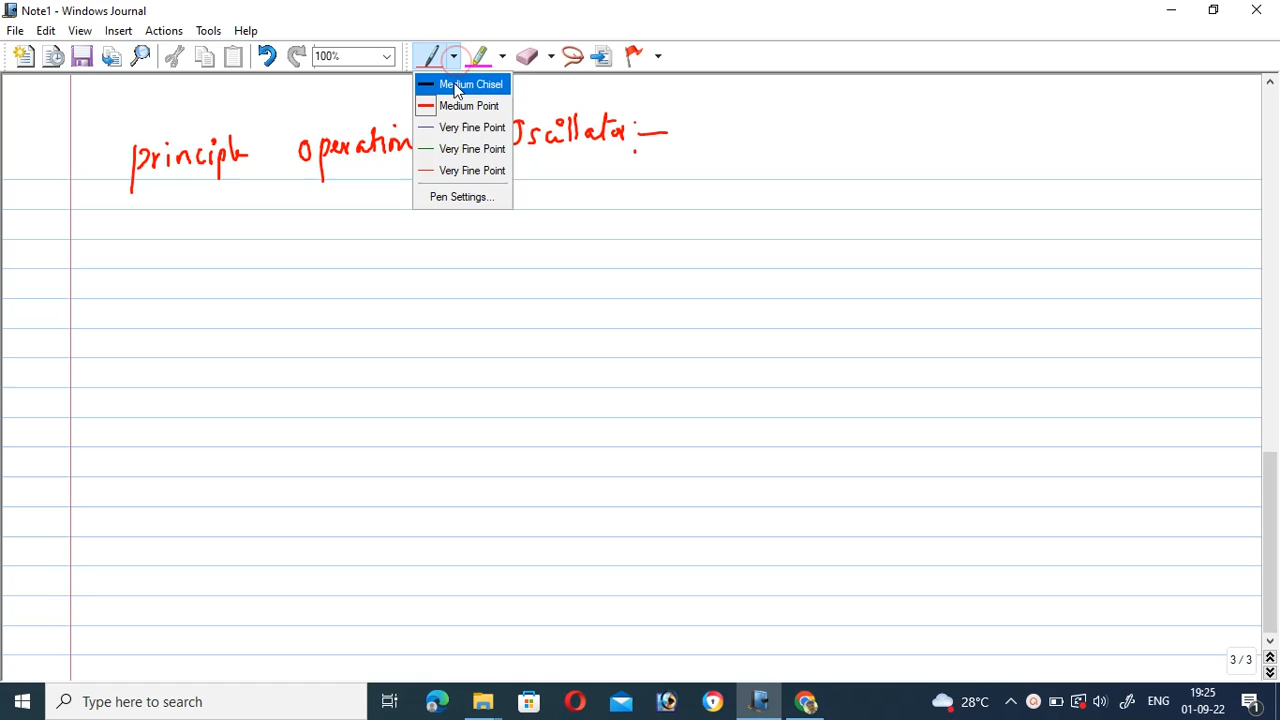 Note1 - Windows Journal
File Edit View Insert Actions Tools Help
100%
Medium Chisel
Medium Point
Very Fine Point
Very Fine Point
Very Fine Point
Pen Settings...
principle operation Oscillator :-
3 / 3
Type here to search
28°C
ENG
19:25
01-09-22
1